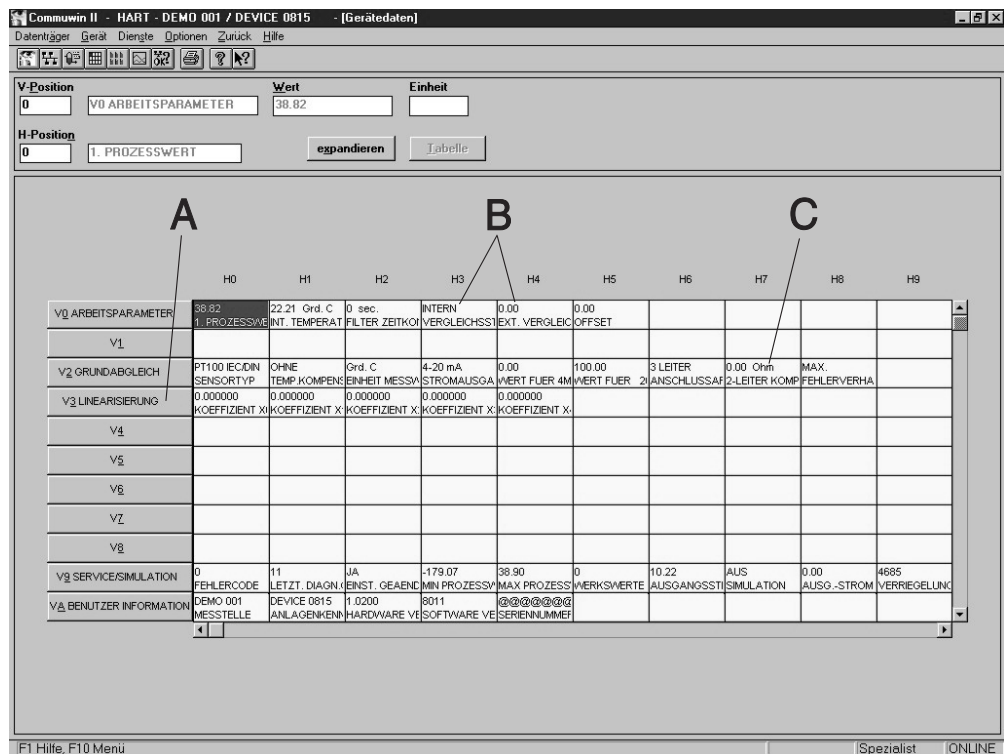 Commuwin II - HART - DEMO 001 / DEVICE 0815 - [Gerätedaten]
Datenträger Gerät Dienste Optionen Zurück Hilfe
V-Position Wert Einheit
0 V0 ARBEITSPARAMETER 38.82
H-Position
0 1. PROZESSWERT expandieren Tabelle
A B C
H0 H1 H2 H3 H4 H5 H6 H7 H8 H9
V0 ARBEITSPARAMETER
38.82 22.21 Grd. C 0 sec. INTERN 0.00 0.00
1. PROZESSWE INT. TEMPERAT FILTER ZEITKO VERGLEICHSST EXT. VERGLEIC OFFSET
V1
V2 GRUNDABGLEICH
PT100 IEC/DIN OHNE Grd. C 4-20 mA 0.00 100.00 3 LEITER 0.00 Ohm MAX.
SENSORTYP TEMP.KOMPENS EINHEIT MESSW STROMAUSGA WERT FUER 4M WERT FUER 20 ANSCHLUSSAF 2-LEITER KOMP FEHLERVERHA
V3 LINEARISIERUNG
0.000000 0.000000 0.000000 0.000000 0.000000
KOEFFIZIENT X KOEFFIZIENT X KOEFFIZIENT X KOEFFIZIENT X KOEFFIZIENT X
V4
V5
V6
V7
V8
V9 SERVICE/SIMULATION
0 11 JA -179.07 38.90 0 10.22 AUS 0.00 4685
FEHLERCODE LETZT. DIAGN. EINST. GEAEND MIN PROZESSW MAX PROZESS WERKSWERTE AUSGANGSSTI SIMULATION AUSG.-STROM VERRIEGELUNG
VA BENUTZER INFORMATION
DEMO 001 DEVICE 0815 1.0200 8011 @@@@@@@
MESSTELLE ANLAGENKENN HARDWARE VE SOFTWARE VE SERIENNUMMER
F1 Hilfe, F10 Menü Spezialist ONLINE